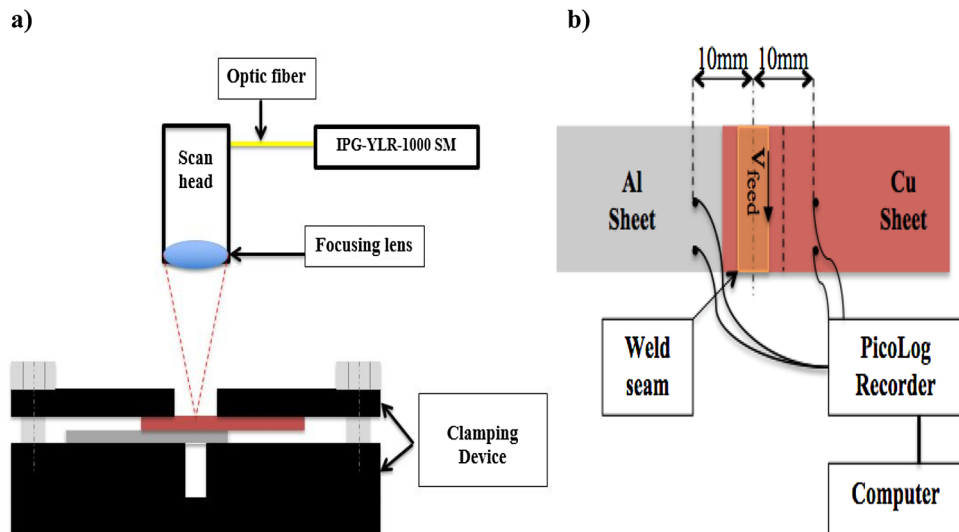 a)
Optic fiber
IPG-YLR-1000 SM
Scan
head
Focusing lens
Clamping
Device
b)
10mm 10mm
Al
Sheet
Vfeed
Cu
Sheet
Weld
seam
PicoLog
Recorder
Computer